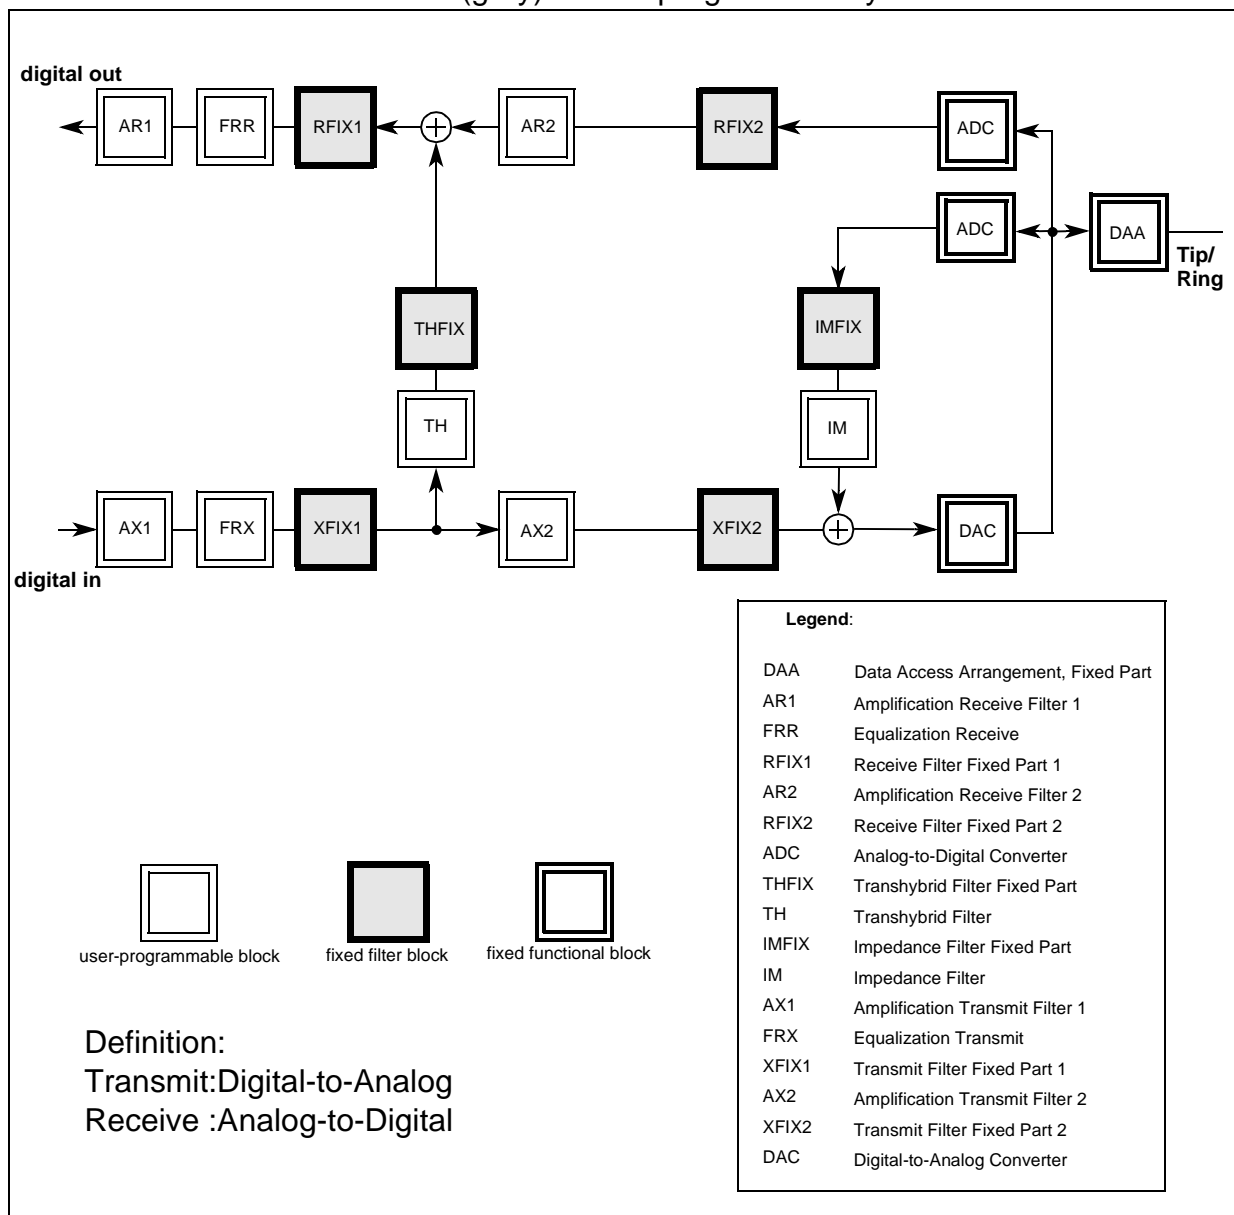 digital out
AR1 FRR RFIX1 AR2 RFIX2 ADC
ADC DAA
Tip/
Ring
THFIX IMFIX
TH IM
AX1 FRX XFIX1 AX2 XFIX2 DAC
digital in
Legend:
DAA Data Access Arrangement, Fixed Part
AR1 Amplification Receive Filter 1
FRR Equalization Receive
RFIX1 Receive Filter Fixed Part 1
AR2 Amplification Receive Filter 2
RFIX2 Receive Filter Fixed Part 2
ADC Analog-to-Digital Converter
THFIX Transhybrid Filter Fixed Part
TH Transhybrid Filter
IMFIX Impedance Filter Fixed Part
IM Impedance Filter
AX1 Amplification Transmit Filter 1
FRX Equalization Transmit
XFIX1 Transmit Filter Fixed Part 1
AX2 Amplification Transmit Filter 2
XFIX2 Transmit Filter Fixed Part 2
DAC Digital-to-Analog Converter
user-programmable block fixed filter block fixed functional block
Definition:
Transmit:Digital-to-Analog
Receive :Analog-to-Digital